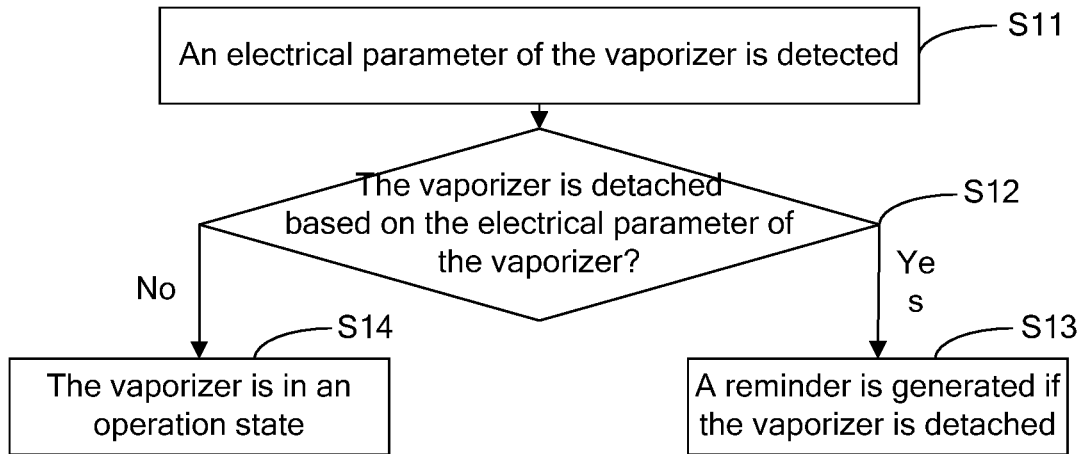 S11
An electrical parameter of the vaporizer is detected
The vaporizer is detached
based on the electrical parameter of
the vaporizer?
S12
No
Ye
s
S14
The vaporizer is in an
operation state
S13
A reminder is generated if
the vaporizer is detached